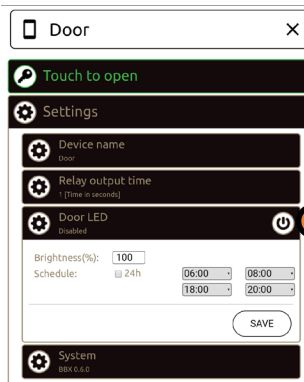 Door
Touch to open
Settings
Device name
Door
Relay output time
1 [Time in seconds]
Door LED
Disabled
Brightness(%): 100
Schedule: 24h 06:00 08:00
18:00 20:00
SAVE
System
BBX 0.6.0